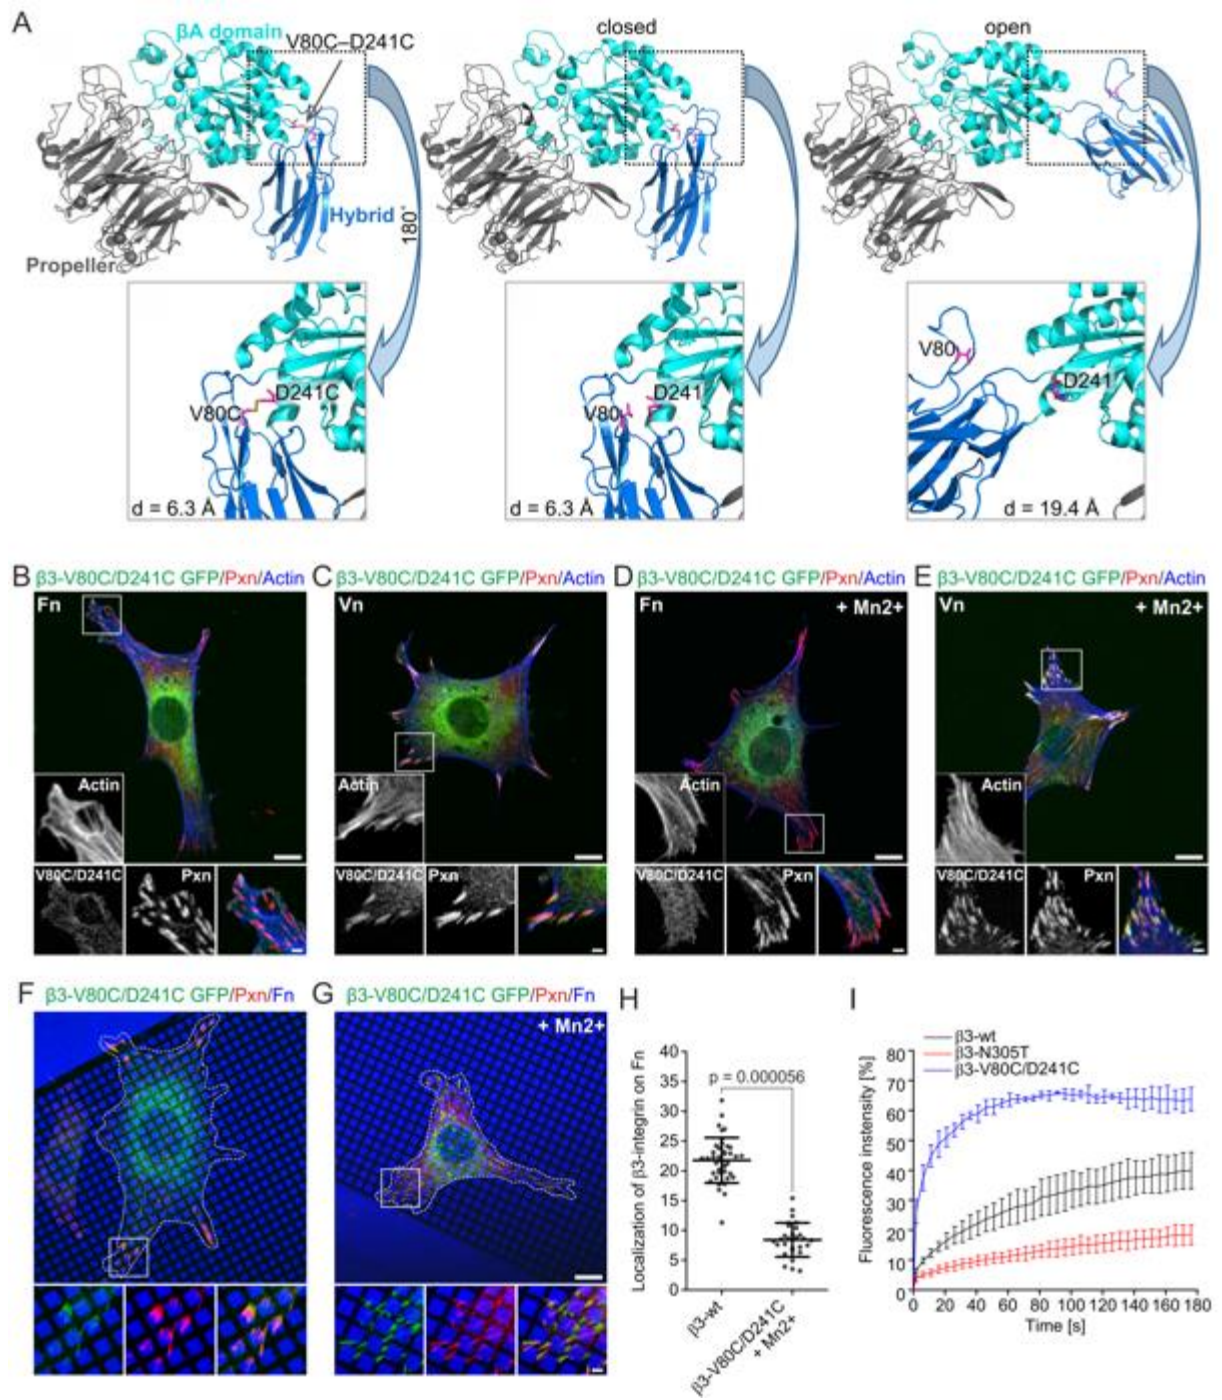 A
βA domain
V80C–D241C
closed
open
Hybrid
180°
Propeller
V80C
D241C
d = 6.3 Å
V80
D241
d = 6.3 Å
V80
D241
d = 19.4 Å
B β3-V80C/D241C GFP/Pxn/Actin
Fn
Actin
V80C/D241C
Pxn
C β3-V80C/D241C GFP/Pxn/Actin
Vn
Actin
V80C/D241C
Pxn
D β3-V80C/D241C GFP/Pxn/Actin
Fn
+ Mn2+
Actin
V80C/D241C
Pxn
E β3-V80C/D241C GFP/Pxn/Actin
Vn
+ Mn2+
Actin
V80C/D241C
Pxn
F β3-V80C/D241C GFP/Pxn/Fn
G β3-V80C/D241C GFP/Pxn/Fn
+ Mn2+
H
Localization of β3-integrin on Fn
40
35
30
25
20
15
10
5
0
p = 0.000056
β3-wt
β3-V80C/D241C
+ Mn2+
I
β3-wt
β3-N305T
β3-V80C/D241C
Fluorescence instensity [%]
80
70
60
50
40
30
20
10
0
0 20 40 60 80 100 120 140 160 180
Time [s]